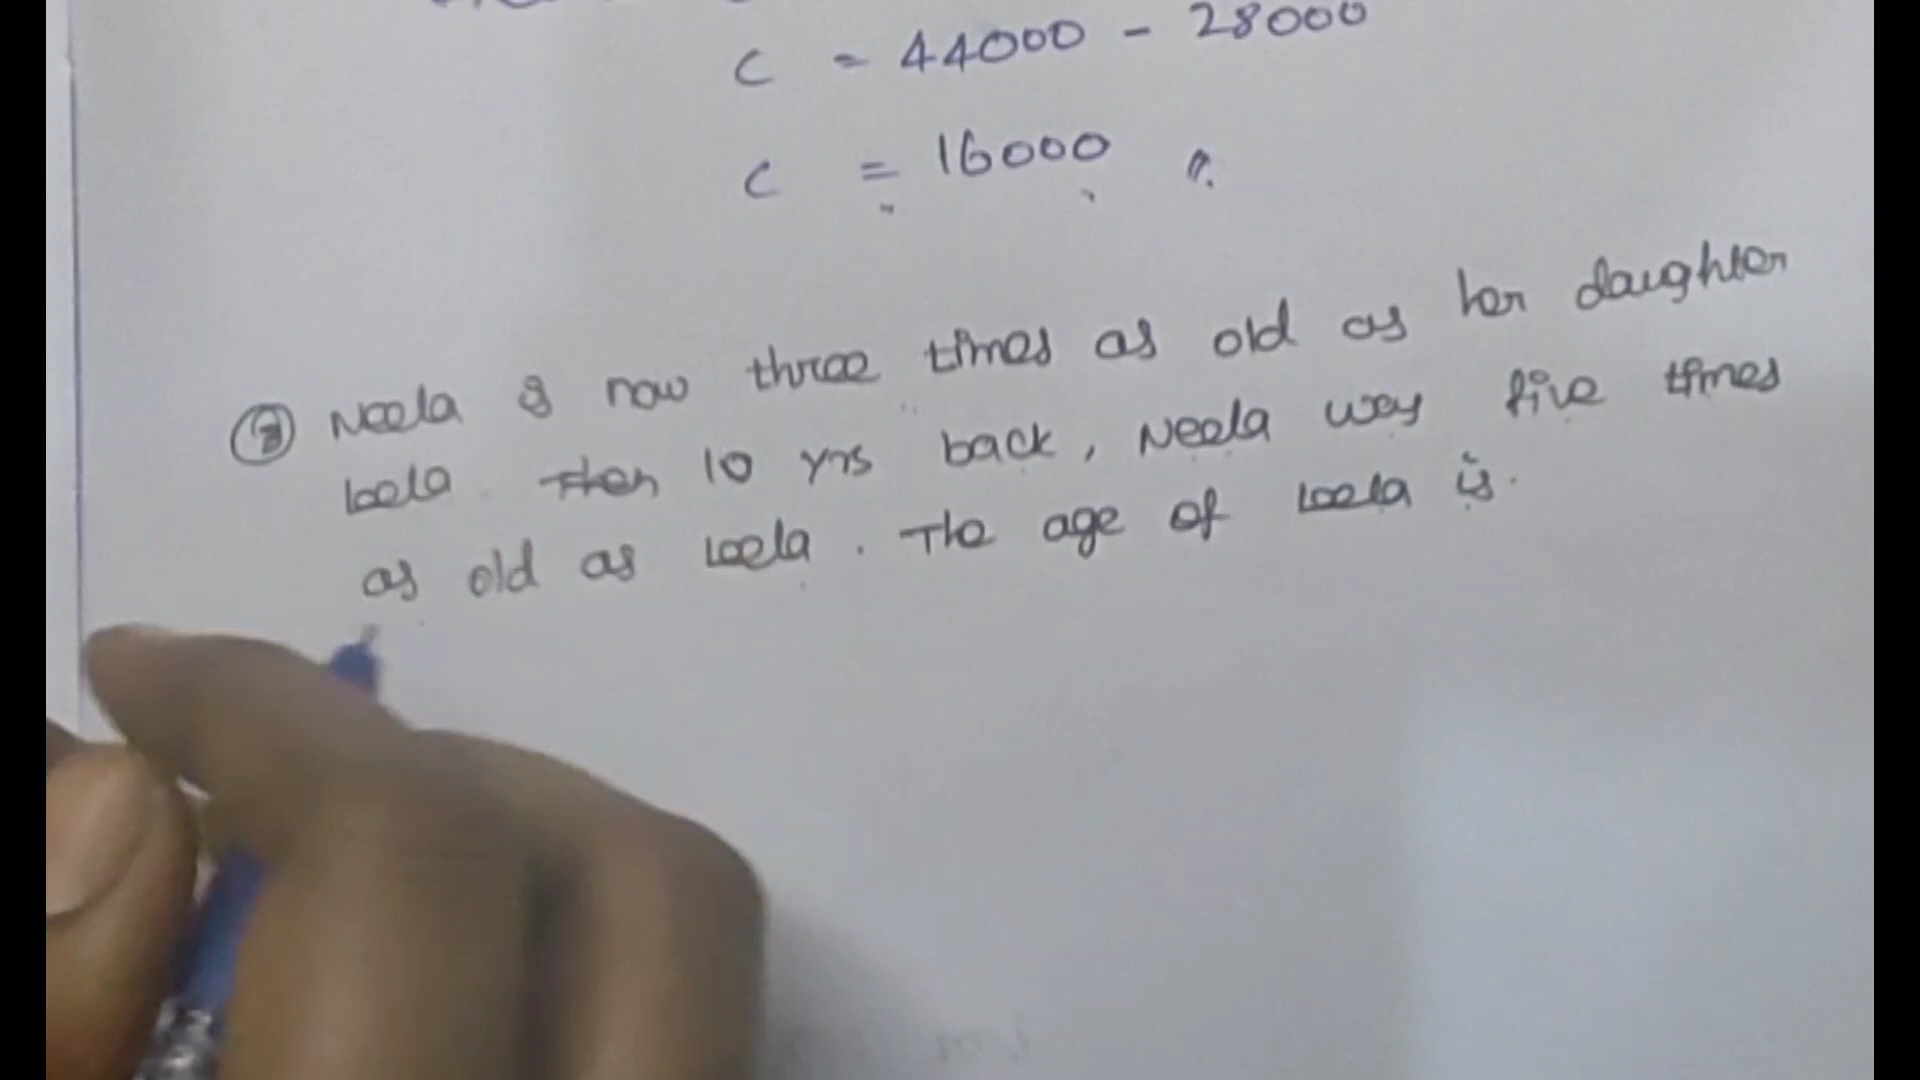 C = 44000 - 28000
C = 16000 //.
Neela is now three times as old as her daughter
Leela. Then 10 yrs back, Neela was five times
as old as Leela. The age of Leela is.